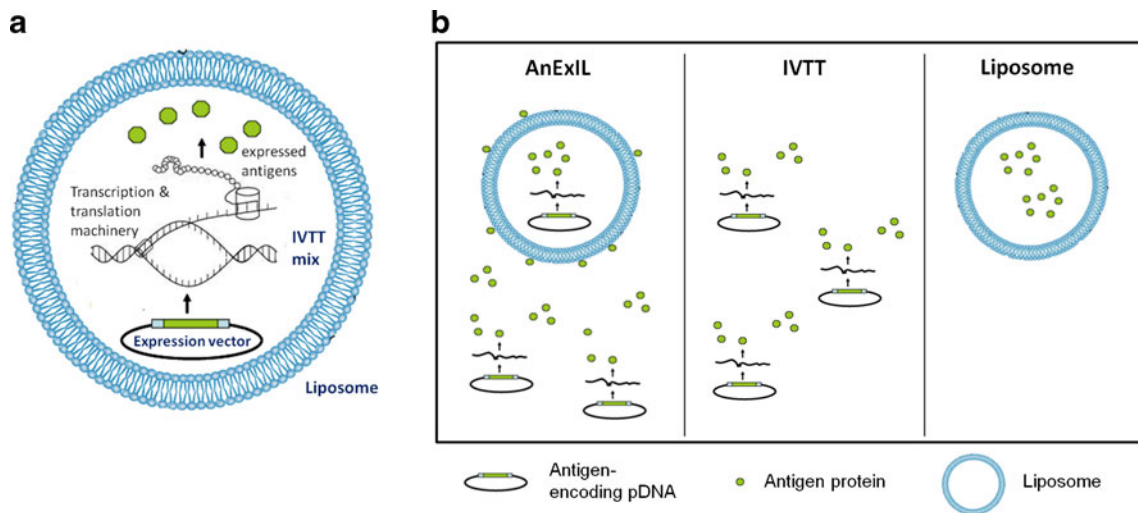 a
expressed
antigens
Transcription &
translation
machinery
IVTT
mix
Expression vector
Liposome
b
AnExIL
IVTT
Liposome
Antigen-
encoding pDNA
Antigen protein
Liposome